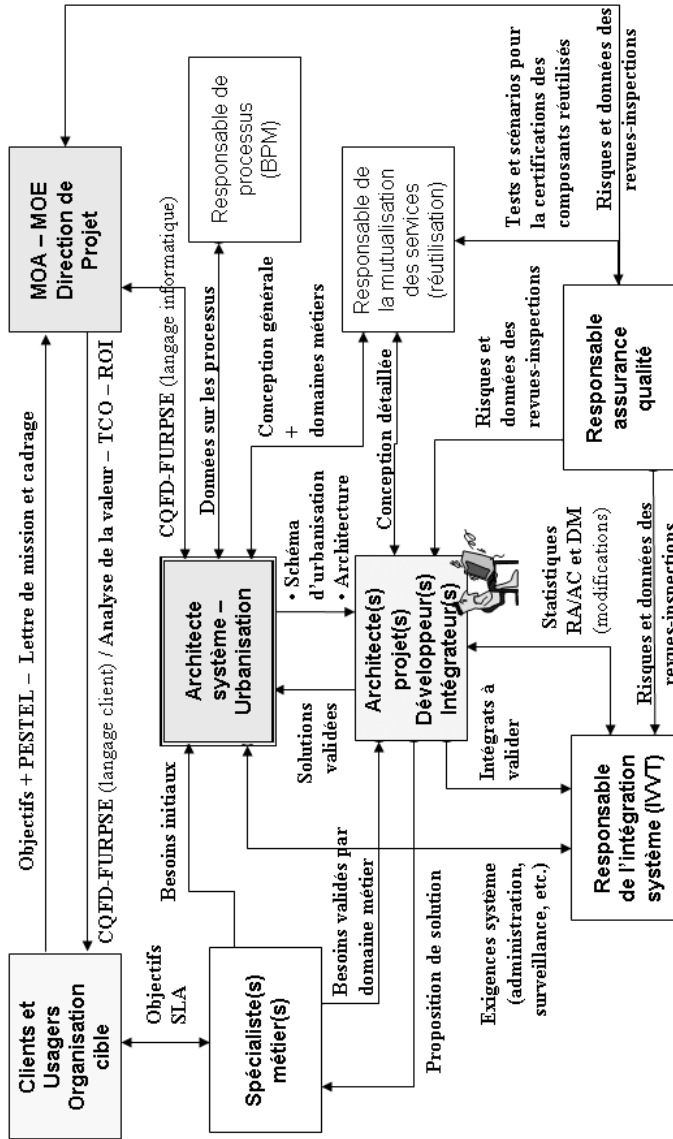 Clients et
Usagers
Organisation
cible
Objectifs + PESTEL – Lettre de mission et cadrage
CQFD-FURPSE (langage client) / Analyse de la valeur – TCO – ROI
MOA – MOE
Direction de
Projet
Objectifs
SLA
Besoins initiaux
CQFD-FURPSE (langage informatique)
Données sur les processus
Spécialiste(s)
métier(s)
Architecte
système –
Urbanisation
Responsable de
processus
(BPM)
Conception générale
+
domaines métiers
Solutions
validées
• Schéma
d'urbanisation
• Architecture
Besoins validés par
domaine métier
Conception détaillée
Architecte(s)
projet(s)
Développeur(s)
Intégrateur(s)
Responsable de
la mutualisation
des services
(réutilisation)
Proposition de solution
Intégrats à
valider
Risques et
données des
revues-inspections
Tests et scénarios pour
la certifications des
composants réutilisés
Exigences système
(administration,
surveillance, etc.)
Statistiques
RA/AC et DM
(modifications)
Risques et données des
revues-inspections
Responsable
de l'intégration
système (IVVT)
Risques et données des
revues-inspections
Responsable
assurance
qualité